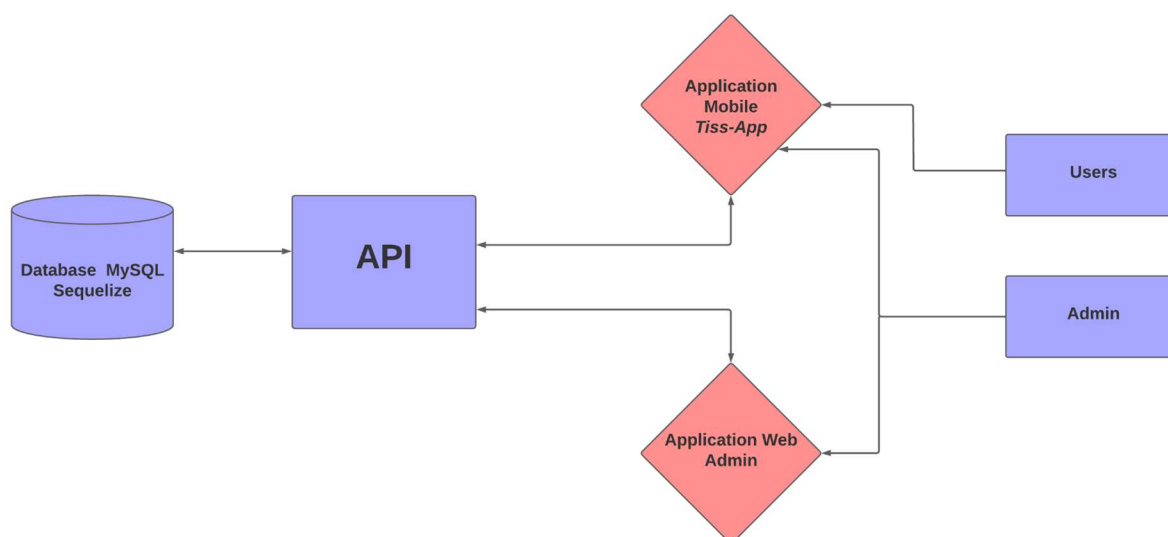 Application
Mobile
Tiss-App
Users
API
Database MySQL
Sequelize
Admin
Application Web
Admin